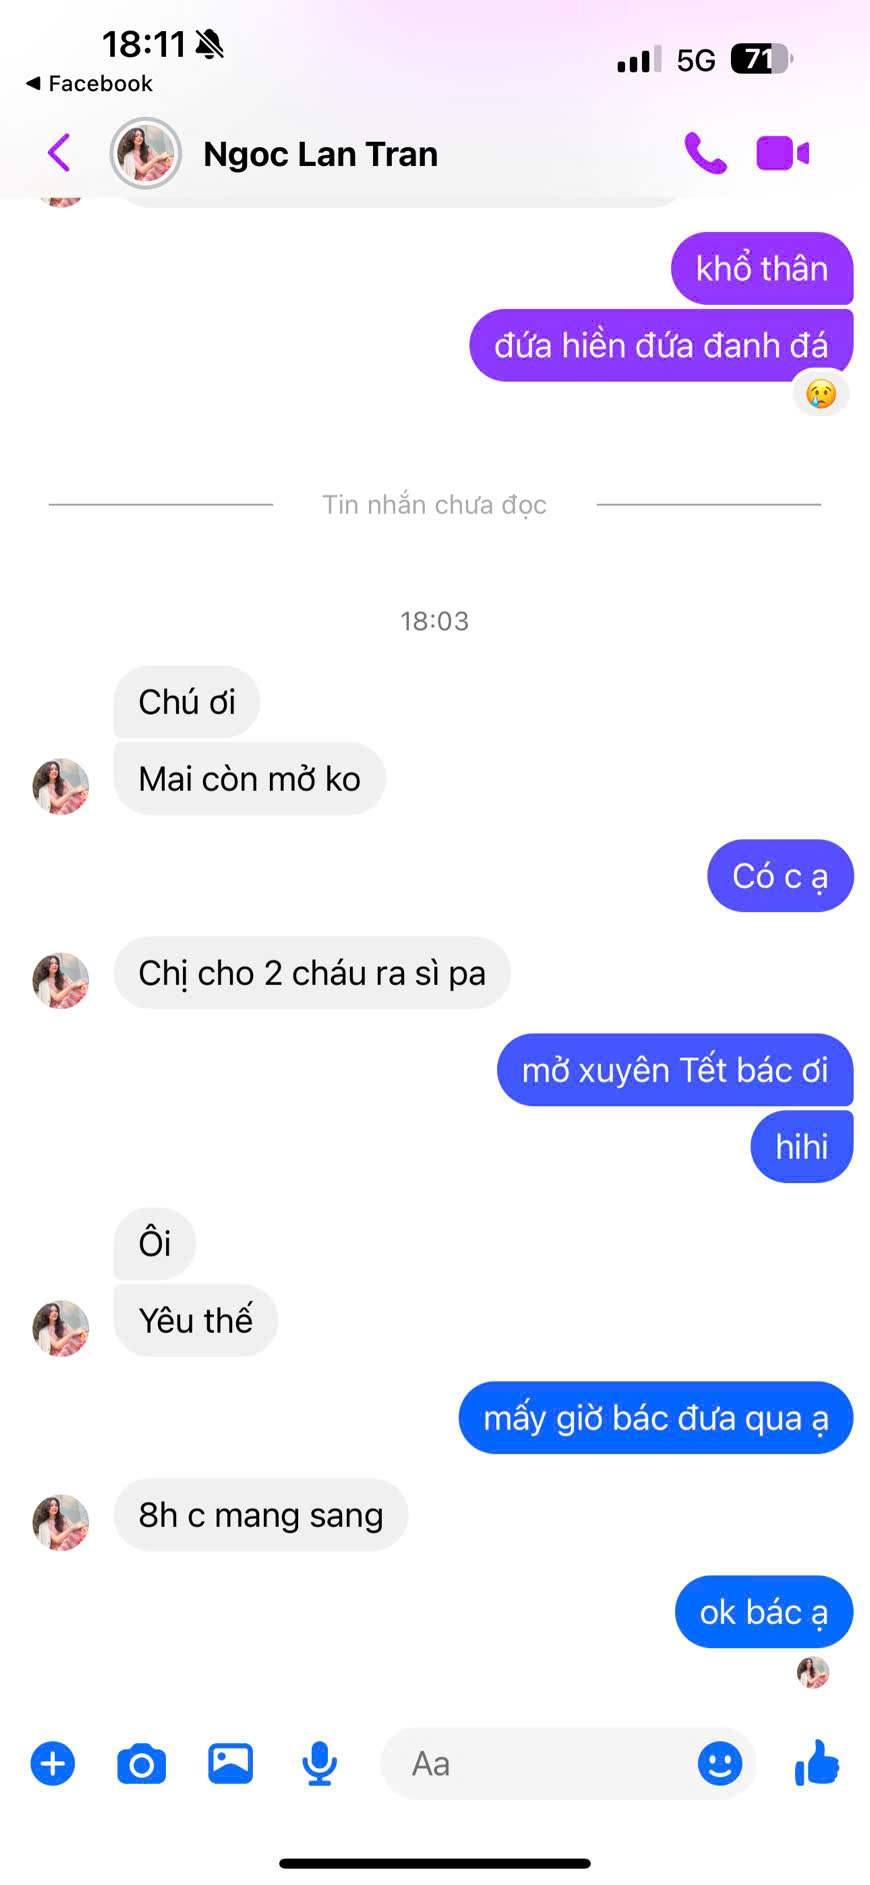 18:11
5G
71
Facebook
Ngoc Lan Tran
khổ thân
đứa hiền đứa đanh đá
Tin nhắn chưa đọc
18:03
Chú ơi
Mai còn mở ko
Có c ạ
Chị cho 2 cháu ra sì pa
mở xuyên Tết bác ơi
hihi
Ôi
Yêu thế
mấy giờ bác đưa qua ạ
8h c mang sang
ok bác ạ
Aa